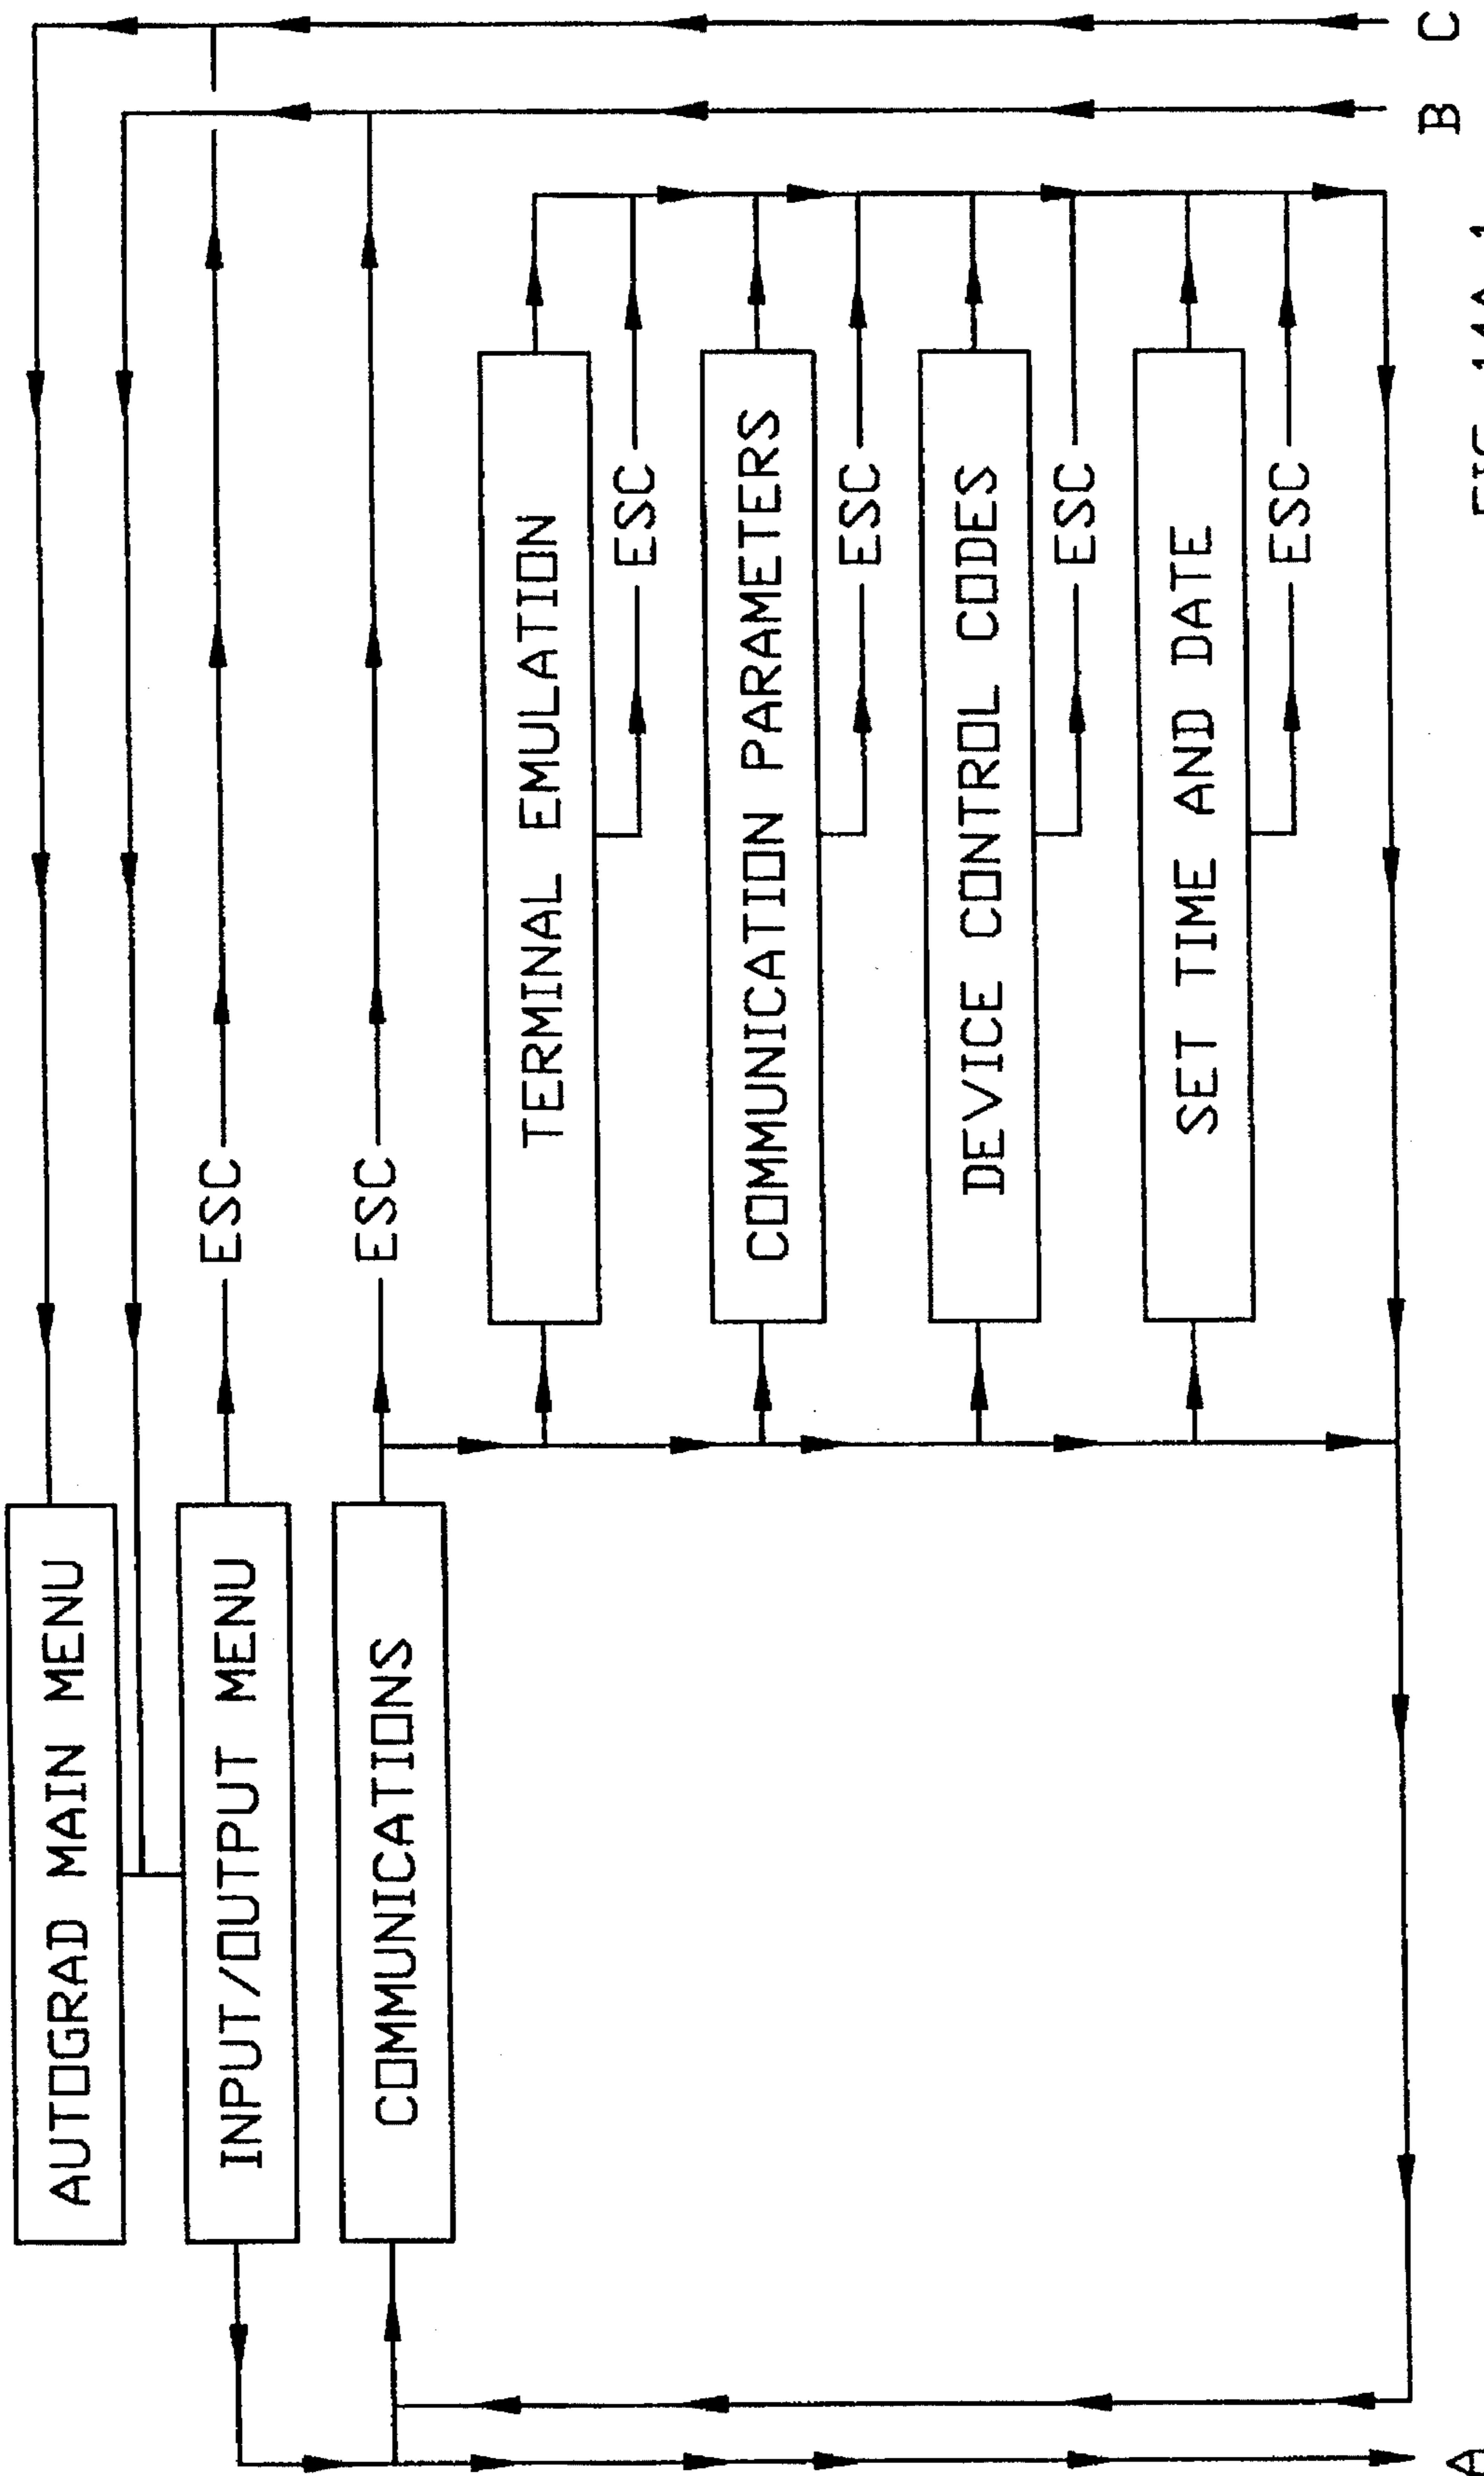 AUTOGRAD MAIN MENU
INPUT/OUTPUT MENU
ESC
COMMUNICATIONS
ESC
TERMINAL EMULATION
ESC
COMMUNICATION PARAMETERS
ESC
DEVICE CONTROL CODES
ESC
SET TIME AND DATE
ESC
A
B
C